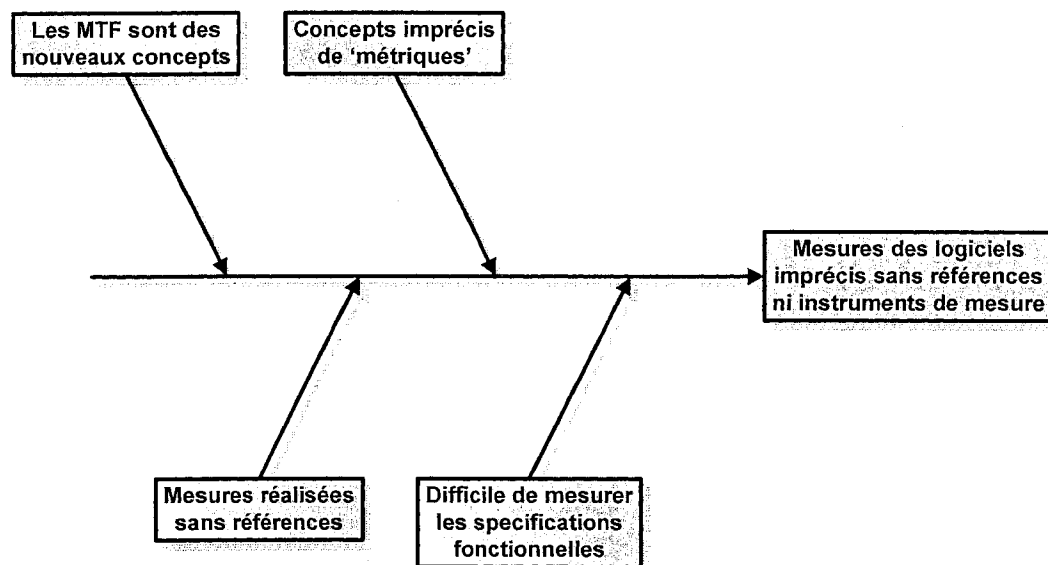 Les MTF sont des
nouveaux concepts
Concepts imprécis
de ‘métriques’
Mesures des logiciels
imprécis sans références
ni instruments de mesure
Mesures réalisées
sans références
Difficile de mesurer
les specifications
fonctionnelles